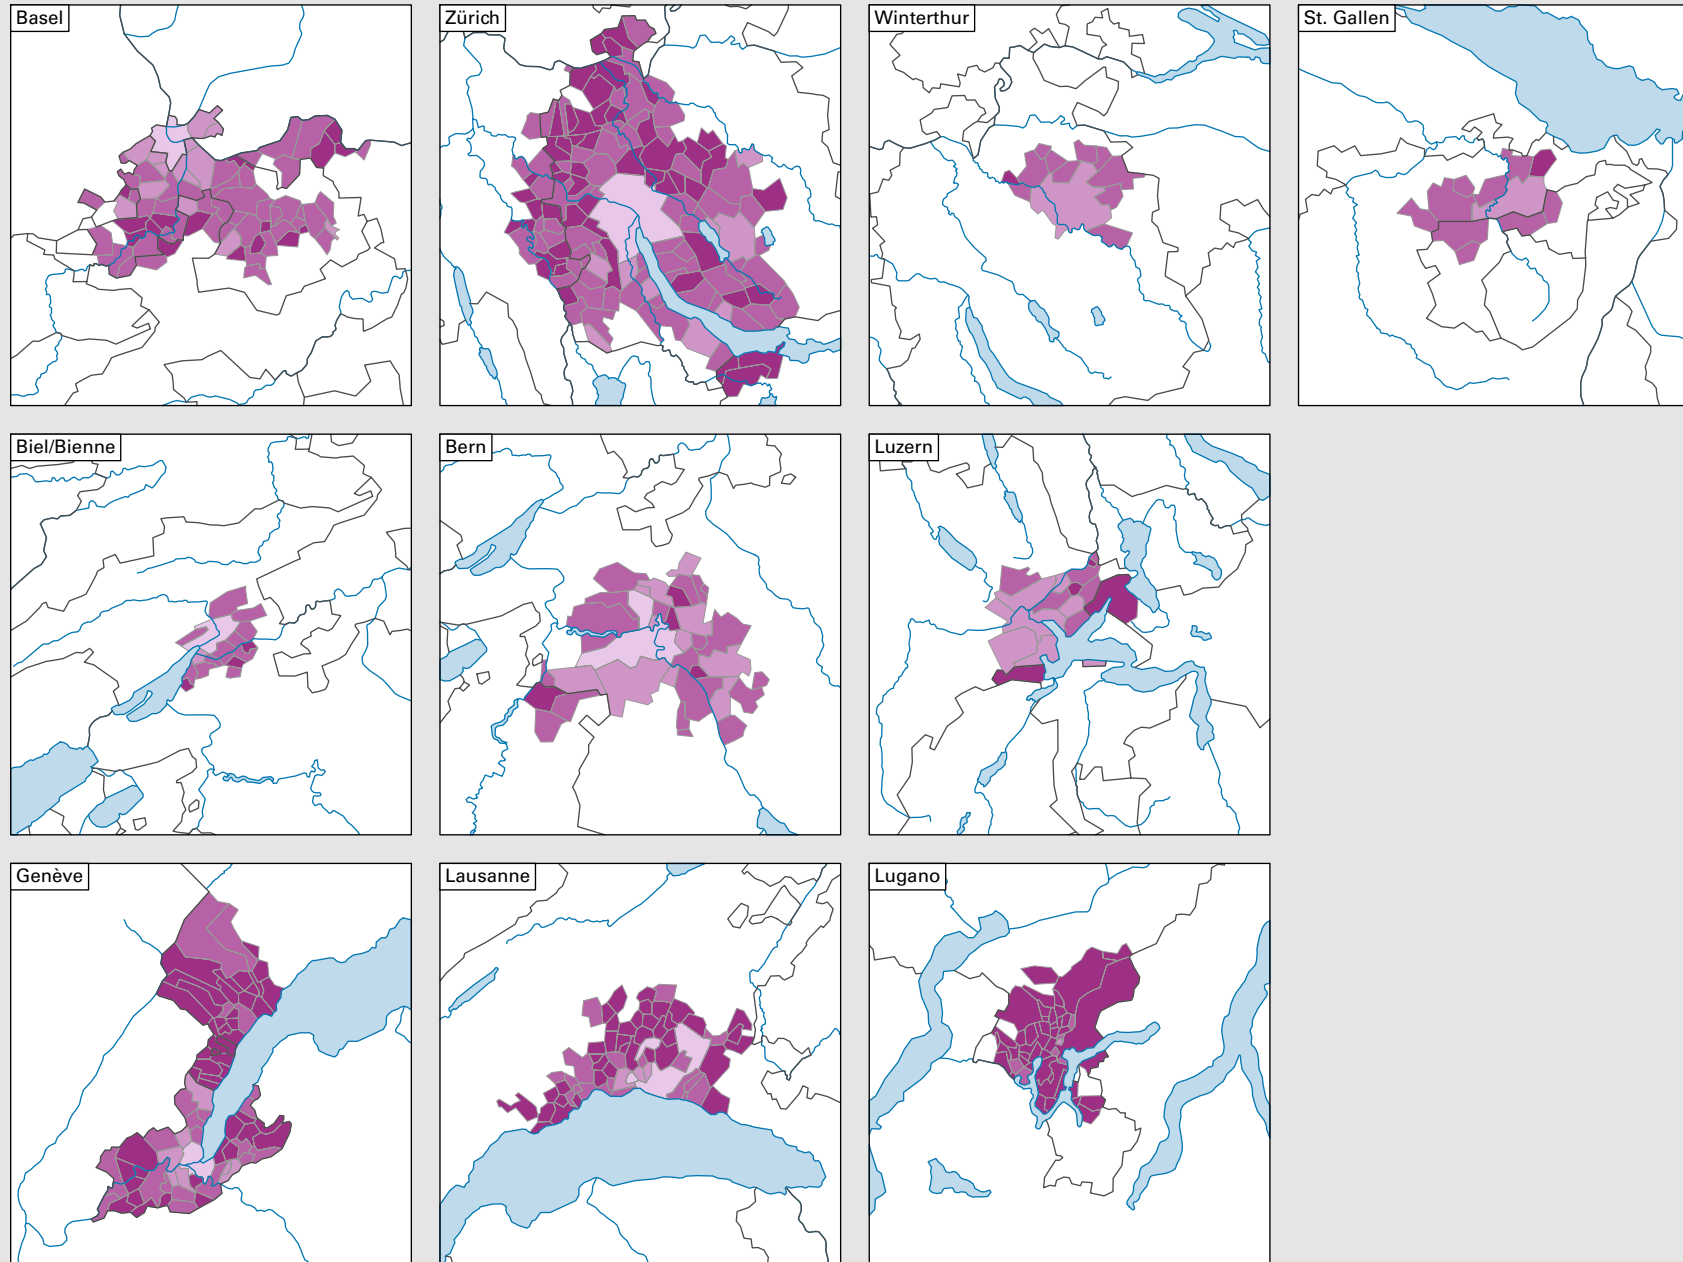 Basel
Zürich
Winterthur
St. Gallen
Biel/Bienne
Bern
Luzern
Genève
Lausanne
Lugano